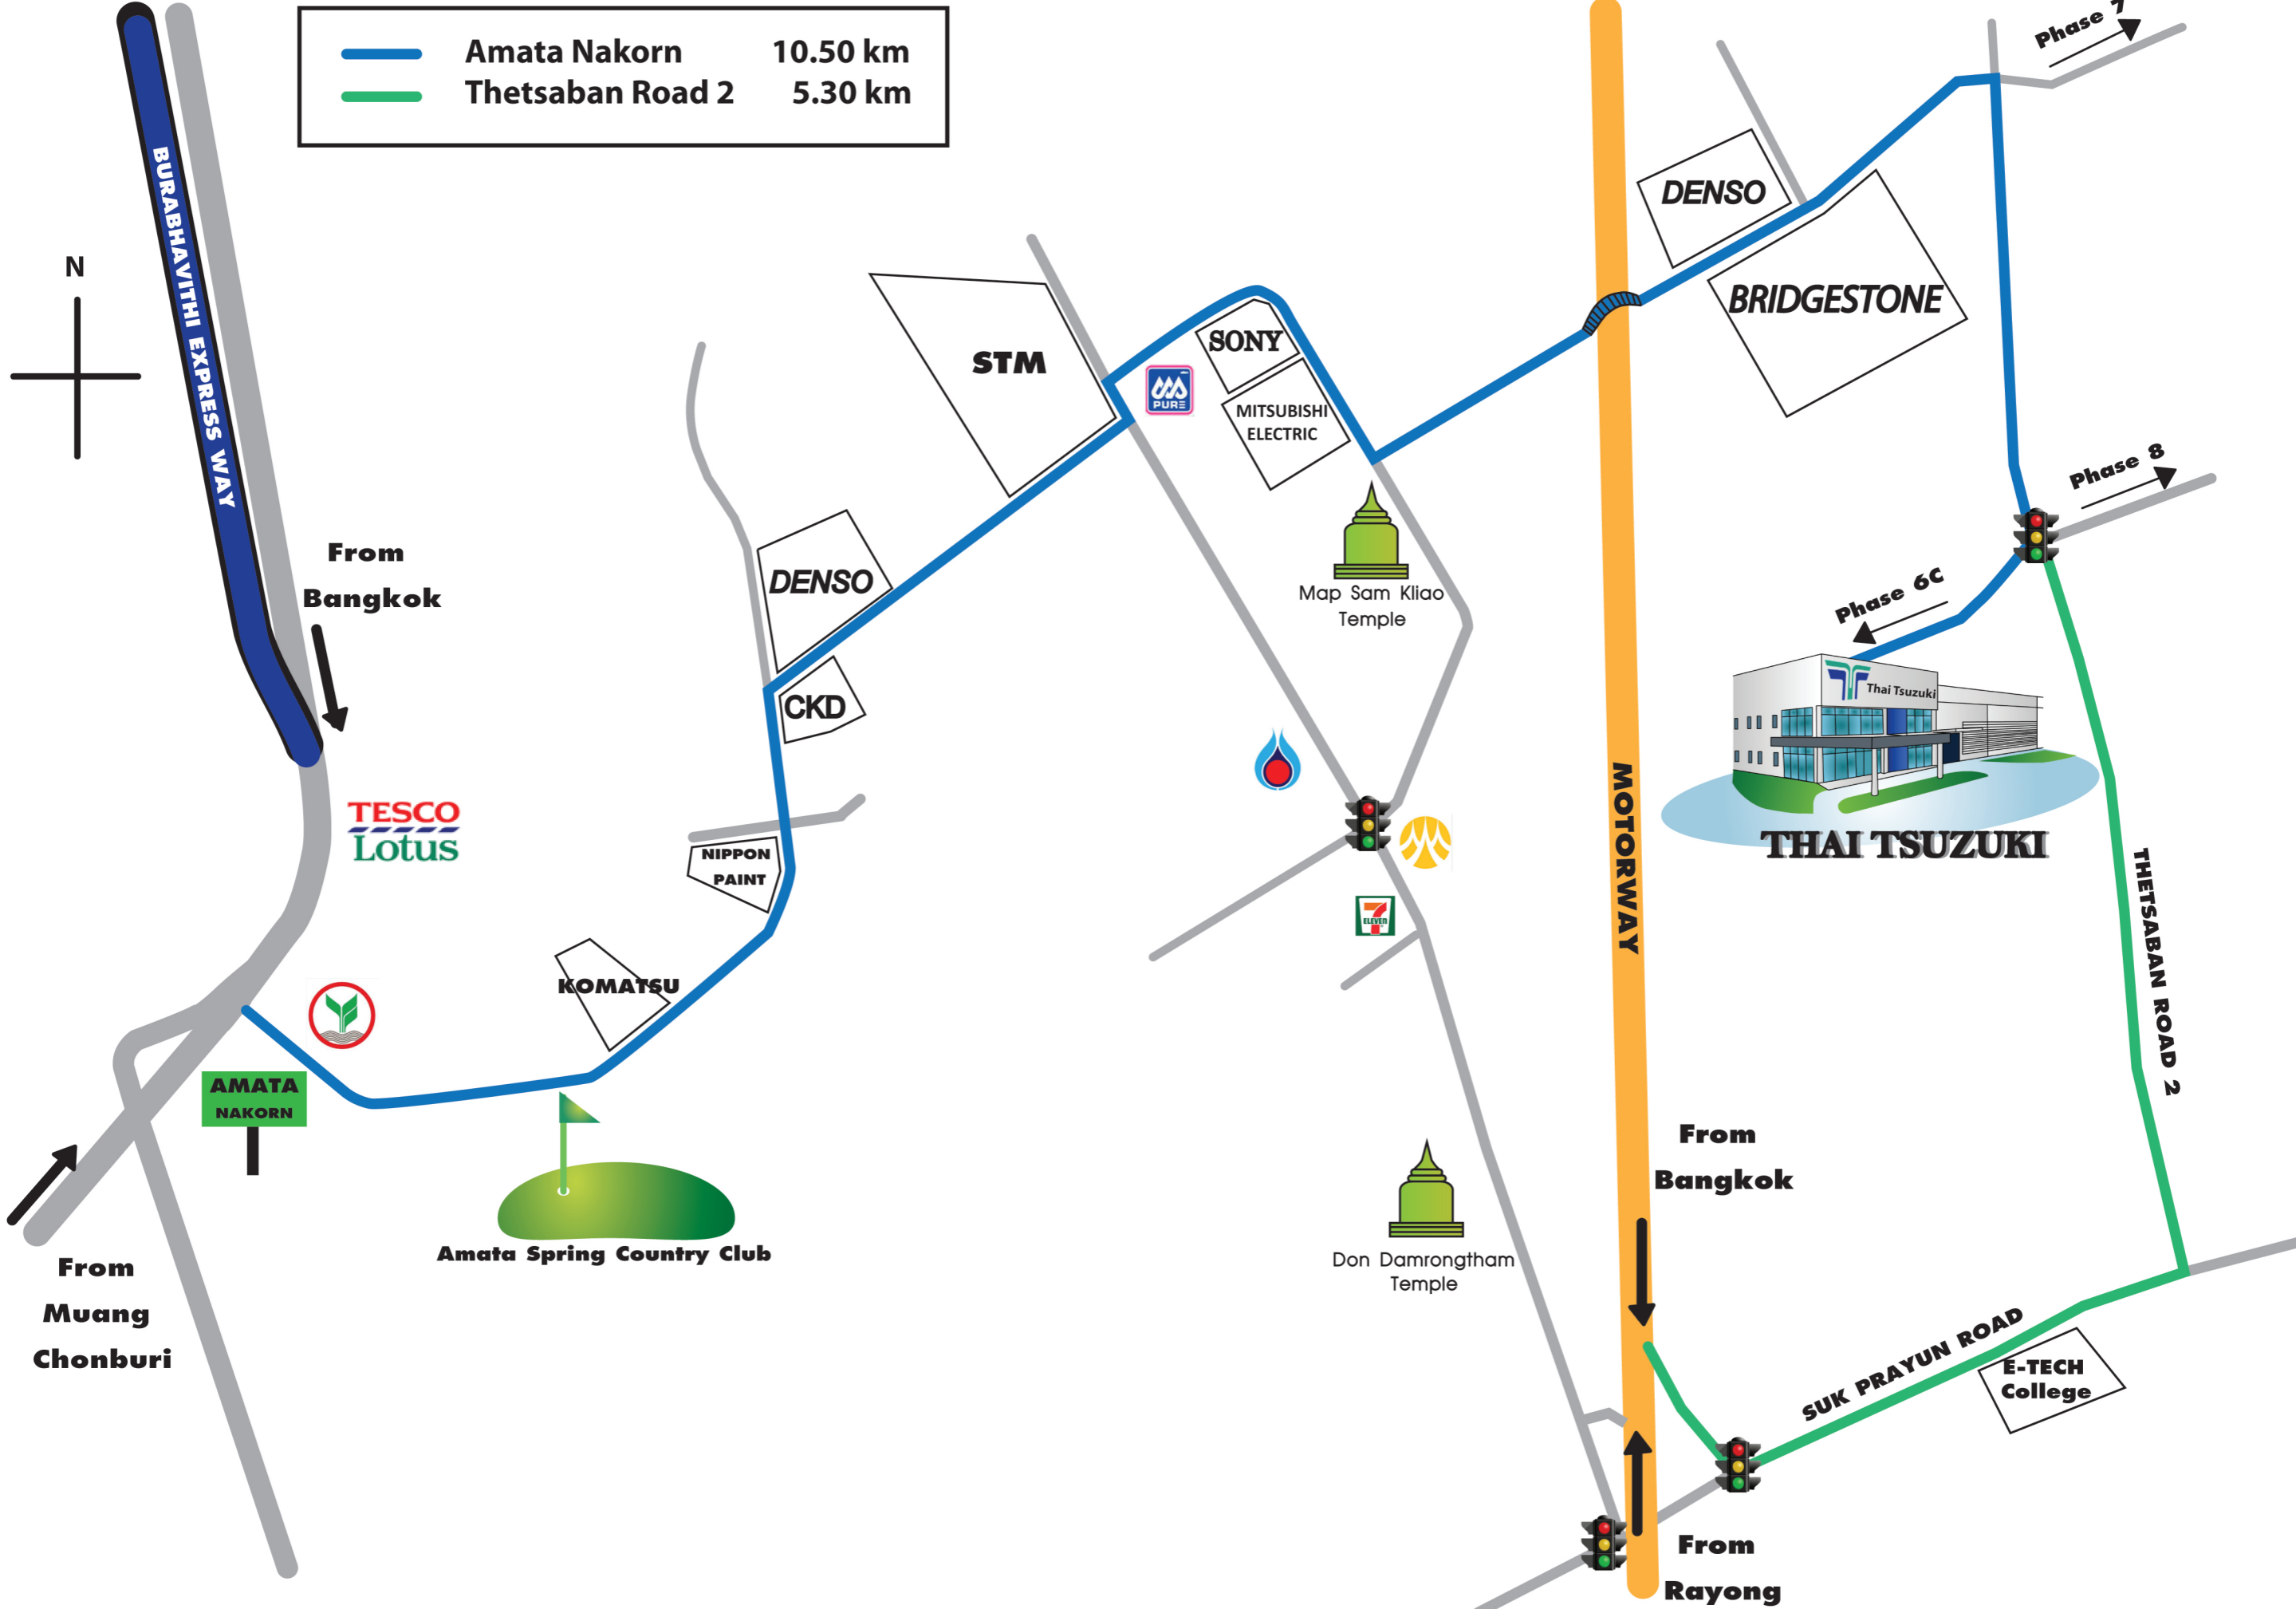 Amata Nakorn 10.50 km
Thetsaban Road 2 5.30 km
Phase 7
BURABHAVITHI EXPRESS WAY
N
DENSO
BRIDGESTONE
STM
PURE
SONY
MITSUBISHI
ELECTRIC
Phase 8
From
Bangkok
DENSO
Map Sam Kliao
Temple
Phase 6C
CKD
Thai Tsuzuki
THAI TSUZUKI
TESCO
Lotus
MOTORWAY
NIPPON
PAINT
7
ELEVEN
THETSABAN ROAD 2
KOMATSU
AMATA
NAKORN
From
Bangkok
Amata Spring Country Club
Don Damrongtham
Temple
From
Muang
Chonburi
SUK PRAYUN ROAD
E-TECH
College
From
Rayong